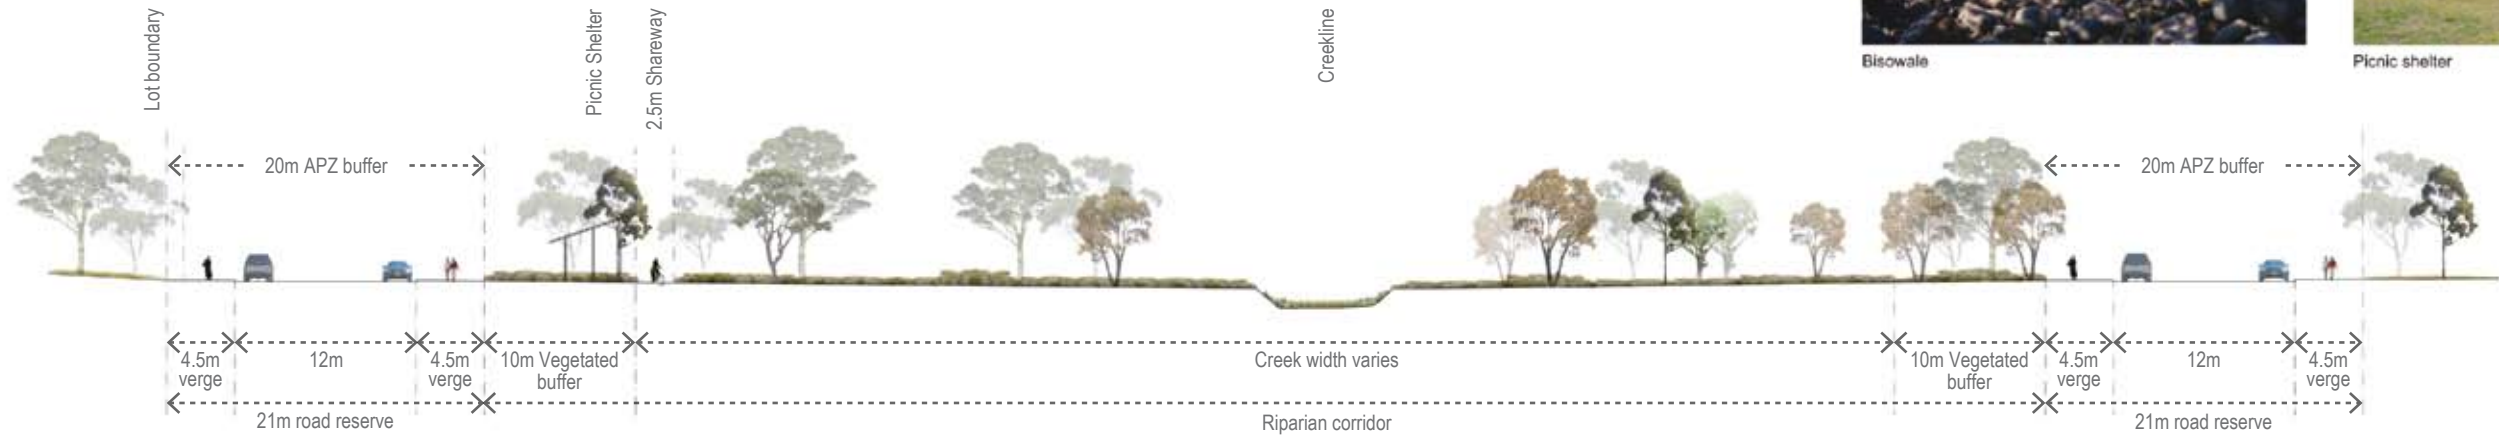 Lot boundary
Picnic Shelter
2.5m Shareway
Creekline
Bisowale
Picnic shelter
20m APZ buffer
20m APZ buffer
4.5m
verge
12m
4.5m
verge
10m Vegetated
buffer
Creek width varies
10m Vegetated
buffer
4.5m
verge
12m
4.5m
verge
21m road reserve
Riparian corridor
21m road reserve